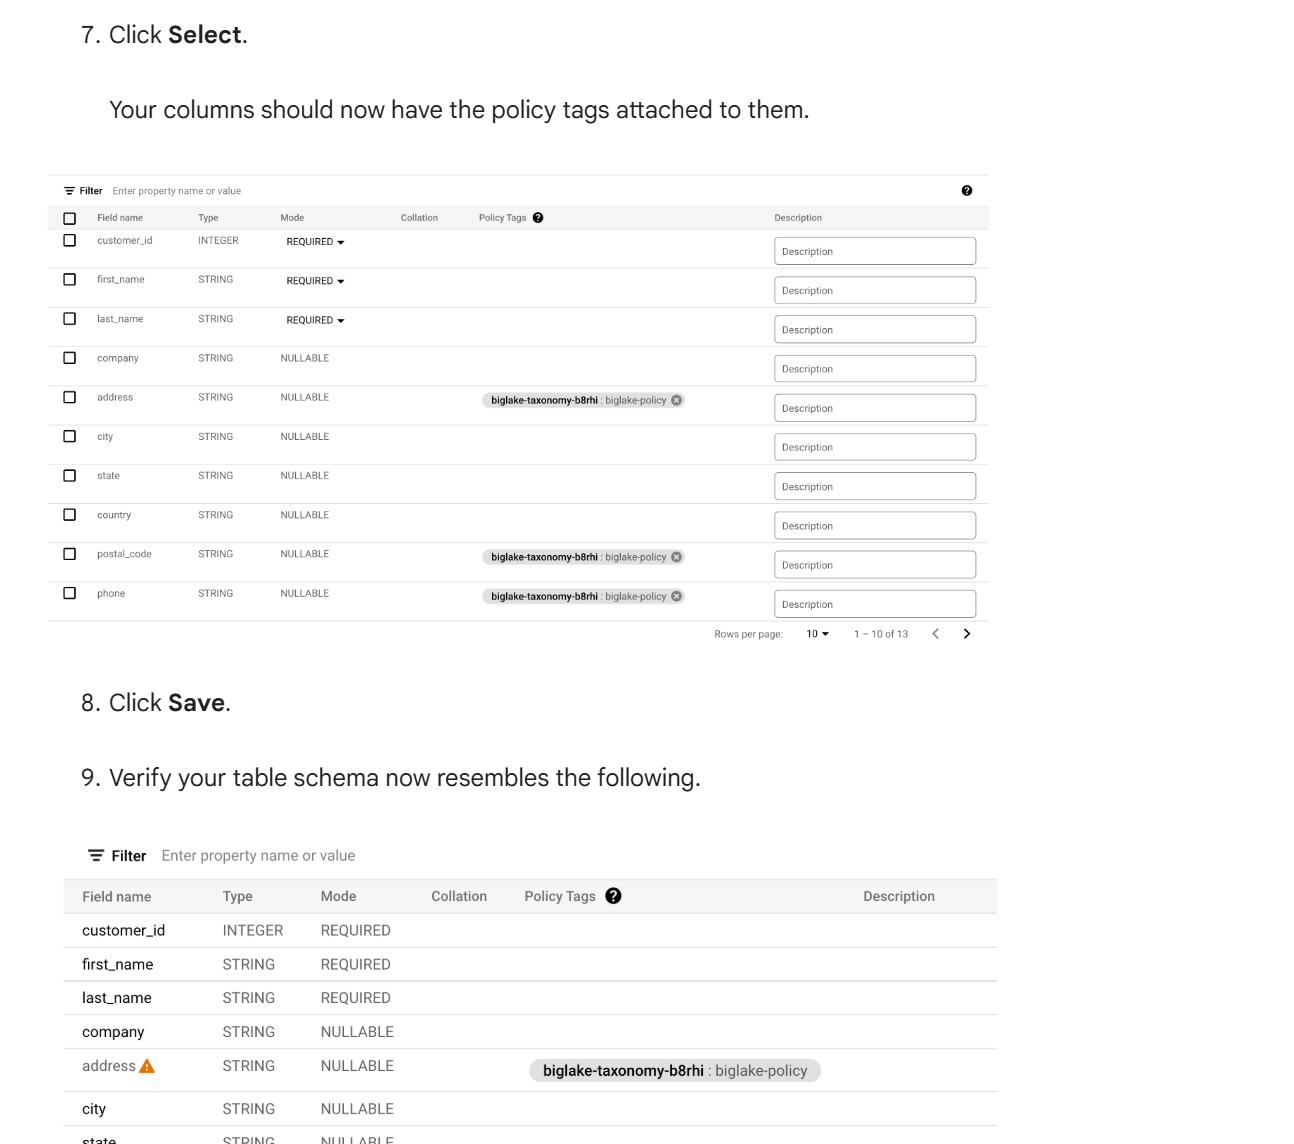 7. Click Select.
Your columns should now have the policy tags attached to them.
Filter Enter property name or value
Field name Type Mode Collation Policy Tags Description
customer_id INTEGER REQUIRED Description
first_name STRING REQUIRED Description
last_name STRING REQUIRED Description
company STRING NULLABLE Description
address STRING NULLABLE biglake-taxonomy-b8rhi : biglake-policy Description
city STRING NULLABLE Description
state STRING NULLABLE Description
country STRING NULLABLE Description
postal_code STRING NULLABLE biglake-taxonomy-b8rhi : biglake-policy Description
phone STRING NULLABLE biglake-taxonomy-b8rhi : biglake-policy Description
Rows per page: 10 1 – 10 of 13
8. Click Save.
9. Verify your table schema now resembles the following.
Filter Enter property name or value
Field name Type Mode Collation Policy Tags Description
customer_id INTEGER REQUIRED
first_name STRING REQUIRED
last_name STRING REQUIRED
company STRING NULLABLE
address STRING NULLABLE biglake-taxonomy-b8rhi : biglake-policy
city STRING NULLABLE
state STRING NULLABLE